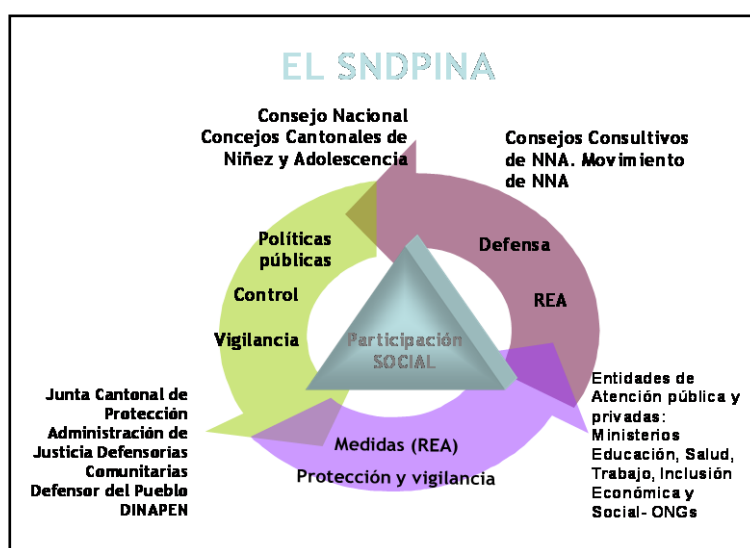 EL SNDPINA
Consejo Nacional
Concejos Cantonales de
Niñez y Adolescencia
Consejos Consultivos
de NNA. Movimiento
de NNA
Políticas
públicas
Control
Vigilancia
Defensa
REA
Participación
SOCIAL
Junta Cantonal de
Protección
Administración de
Justicia Defensorias
Comunitarias
Defensor del Pueblo
DINAPEN
Medidas (REA)
Protección y vigilancia
Entidades de
Atención pública y
privadas:
Ministerios
Educación, Salud,
Trabajo, Inclusión
Económica y
Social- ONGs